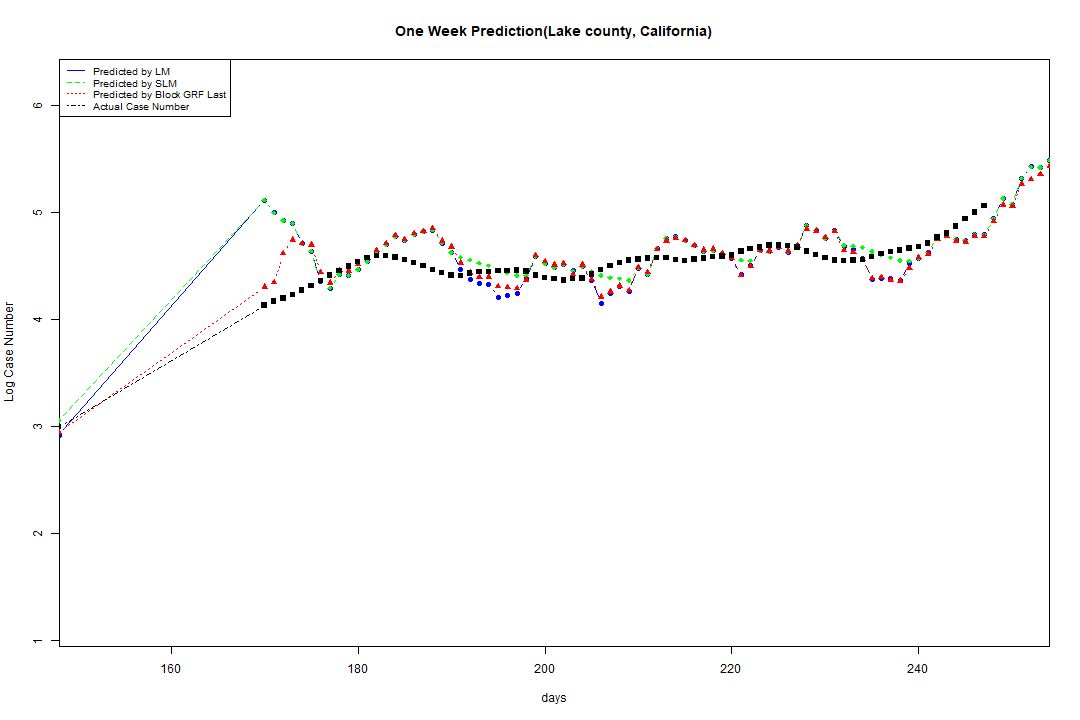 One Week Prediction(Lake county, California)
Predicted by LM
Predicted by SLM
Predicted by Block GRF Last
Actual Case Number
6
5
4
3
2
1
Log Case Number
160 180 200 220 240
days